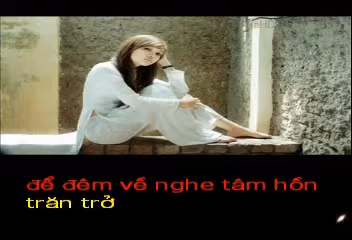 để đêm về nghe tâm hồn
trăn trở